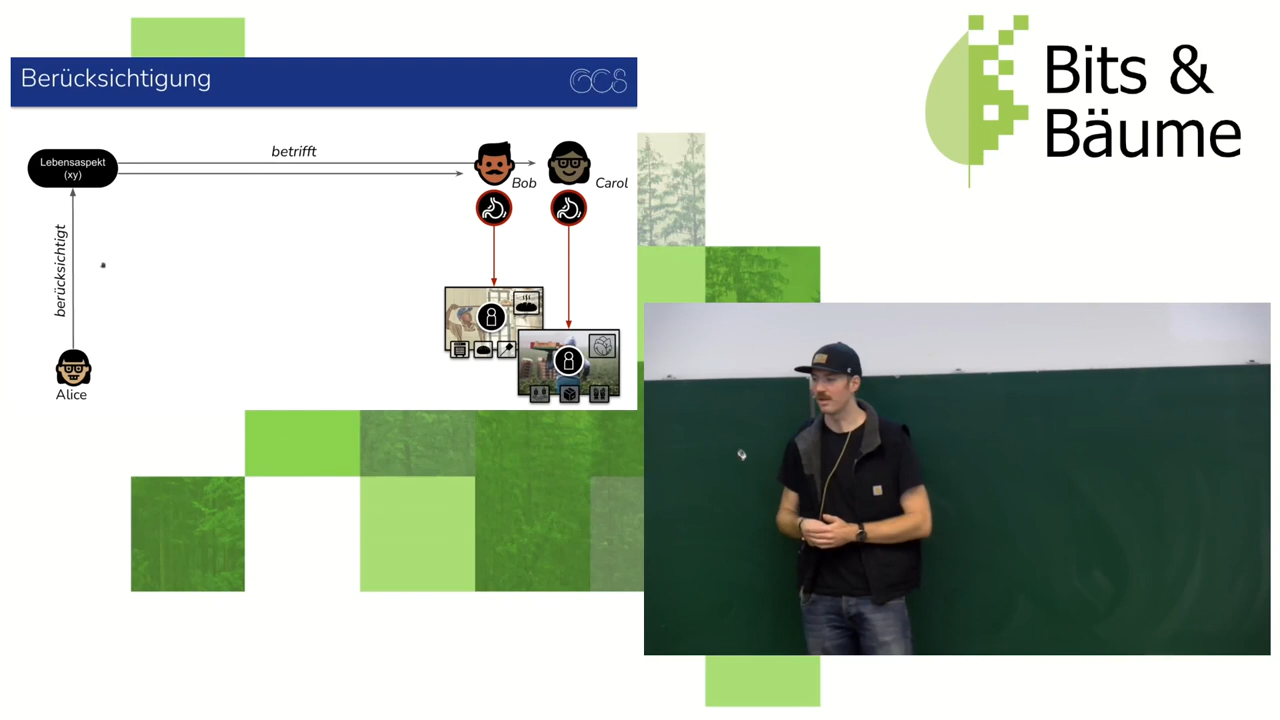 Berücksichtigung
GCS
Bits &
Bäume
betrifft
Lebensaspekt
(xy)
Bob
Carol
berücksichtigt
Alice